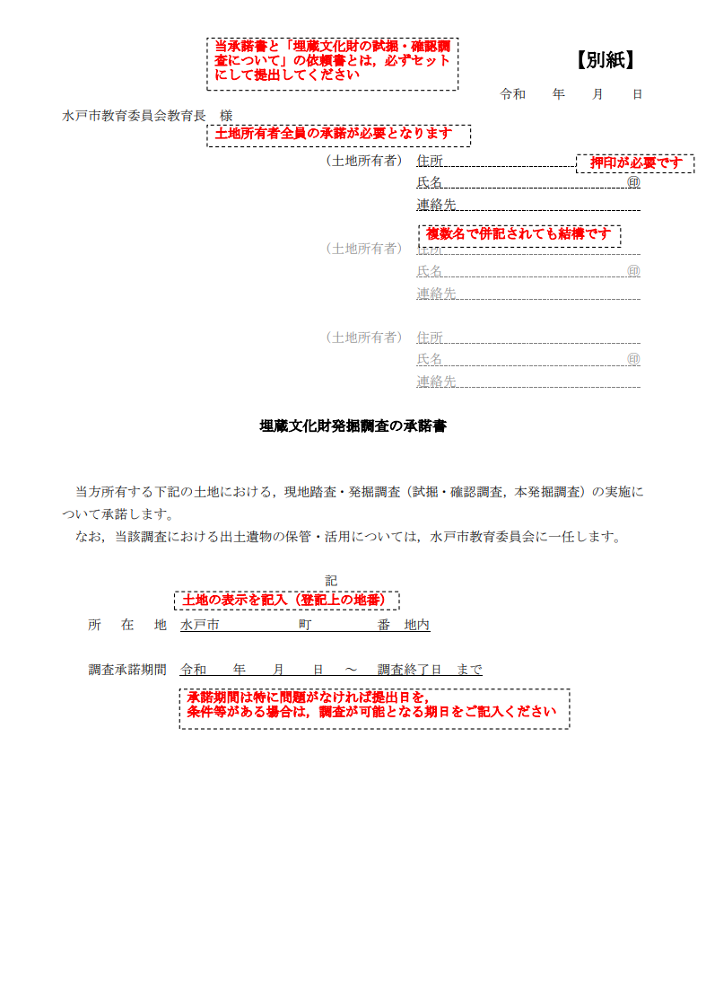 当承諾書と「埋蔵文化財の試掘・確認調
査について」の依頼書とは，必ずセット
にして提出してください
【別紙】
令和　　年　　月　　日
水戸市教育委員会教育長　様
土地所有者全員の承諾が必要となります
（土地所有者）　住所
押印が必要です
氏名　㊞
連絡先
複数名で併記されても結構です
（土地所有者）　住所
氏名　㊞
連絡先
（土地所有者）　住所
氏名　㊞
連絡先
埋蔵文化財発掘調査の承諾書
当方所有する下記の土地における，現地踏査・発掘調査（試掘・確認調査，本発掘調査）の実施に
ついて承諾します。
なお，当該調査における出土遺物の保管・活用については，水戸市教育委員会に一任します。
記
土地の表示を記入（登記上の地番）
所　在　地　水戸市　　　　　　町　　　　　番　地内
調査承諾期間　令和　　年　　月　　日　～　調査終了日　まで
承諾期間は特に問題がなければ提出日を，
条件等がある場合は，調査が可能となる期日をご記入ください